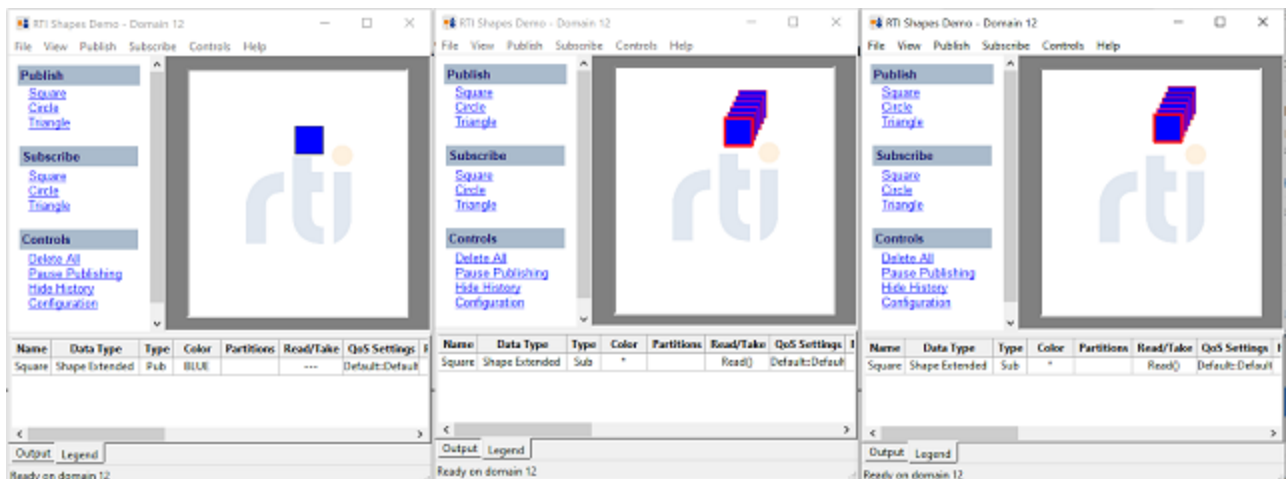 RTI Shapes Demo - Domain 12
File View Publish Subscribe Controls Help
Publish
Square
Circle
Triangle
Subscribe
Square
Circle
Triangle
Controls
Delete All
Pause Publishing
Hide History
Configuration
rti
Name Data Type Type Color Partitions Read/Take QoS Settings
Square Shape Extended Pub BLUE --- Default::Default
Output Legend
Ready on domain 12
RTI Shapes Demo - Domain 12
File View Publish Subscribe Controls Help
Publish
Square
Circle
Triangle
Subscribe
Square
Circle
Triangle
Controls
Delete All
Pause Publishing
Hide History
Configuration
rti
Name Data Type Type Color Partitions Read/Take QoS Settings
Square Shape Extended Sub * Read() Default::Defaul
Output Legend
Ready on domain 12
RTI Shapes Demo - Domain 12
File View Publish Subscribe Controls Help
Publish
Square
Circle
Triangle
Subscribe
Square
Circle
Triangle
Controls
Delete All
Pause Publishing
Hide History
Configuration
rti
Name Data Type Type Color Partitions Read/Take QoS Settings
Square Shape Extended Sub * Read() Default::Default
Output Legend
Ready on domain 12